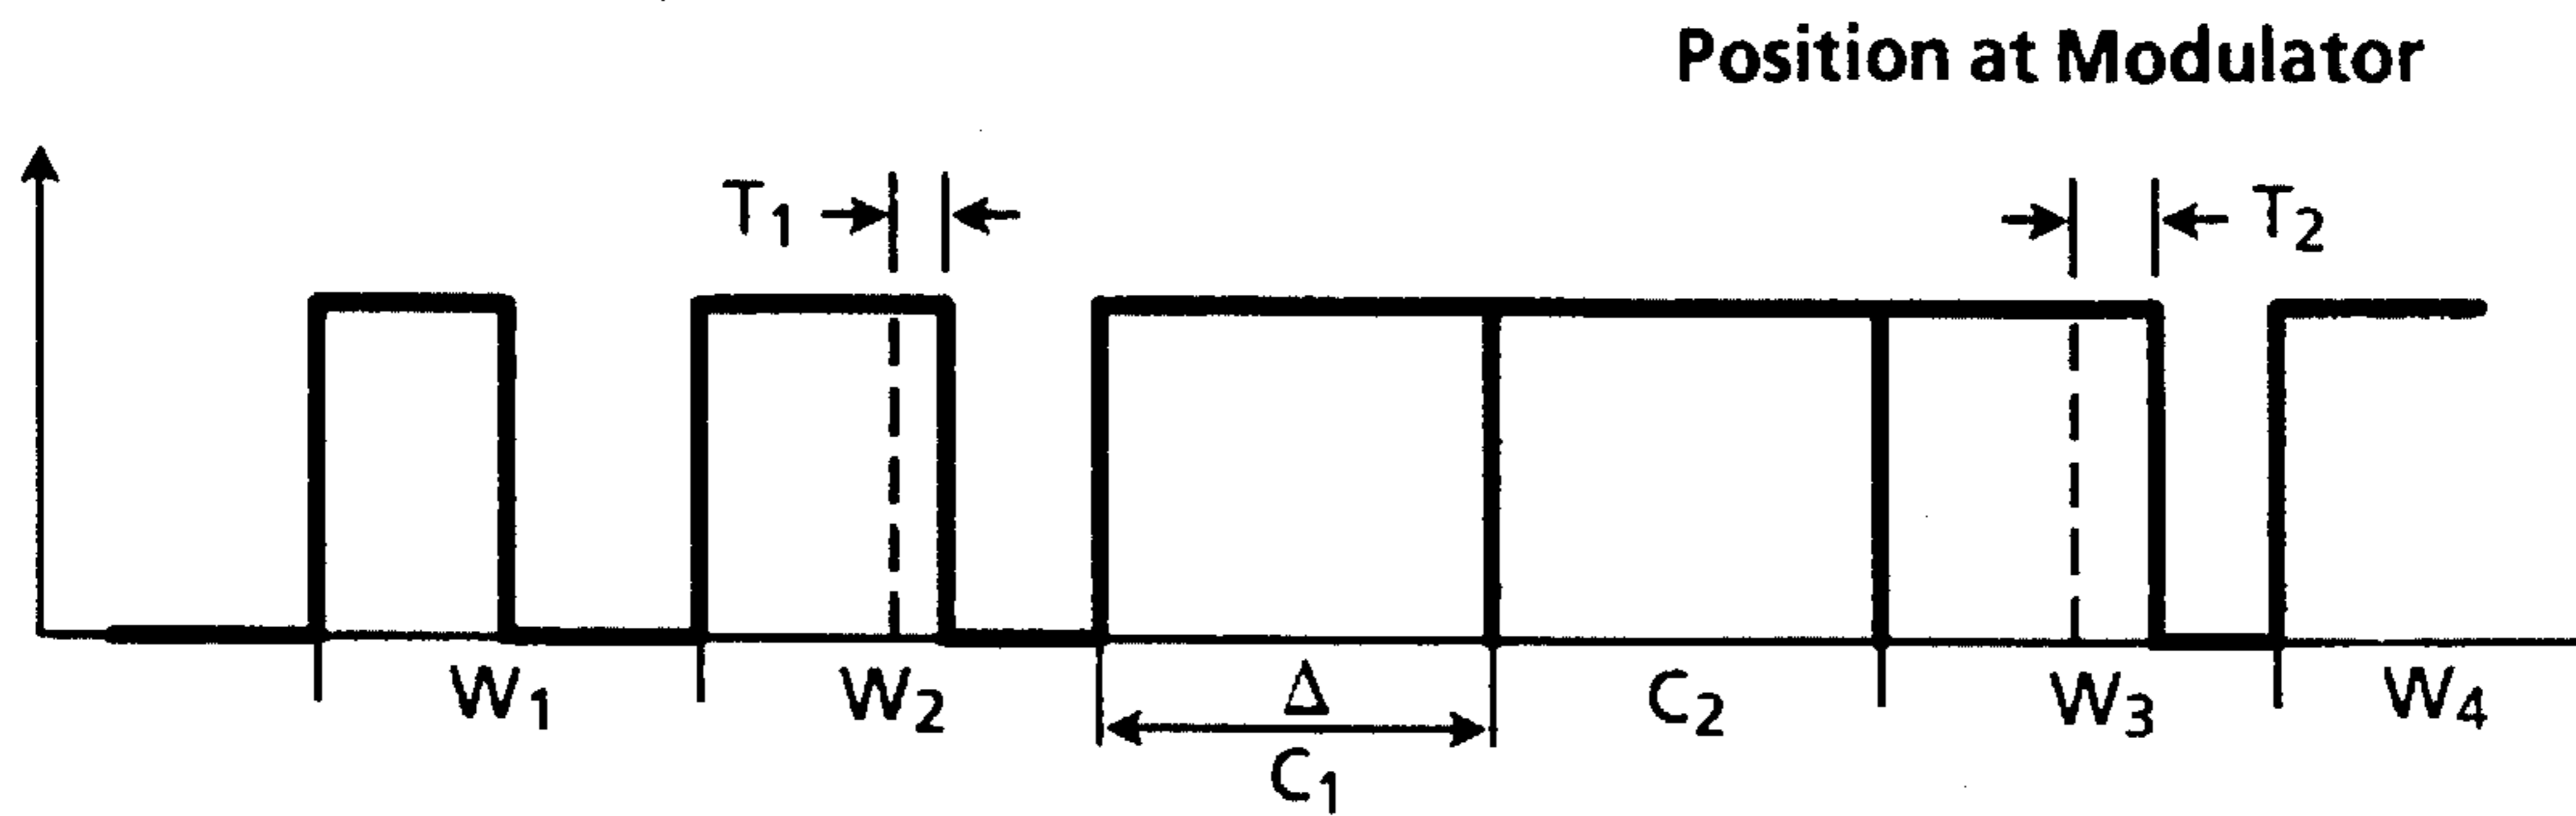 Position at Modulator
T1 T2
W1 W2 Δ C2 W3 W4
C1